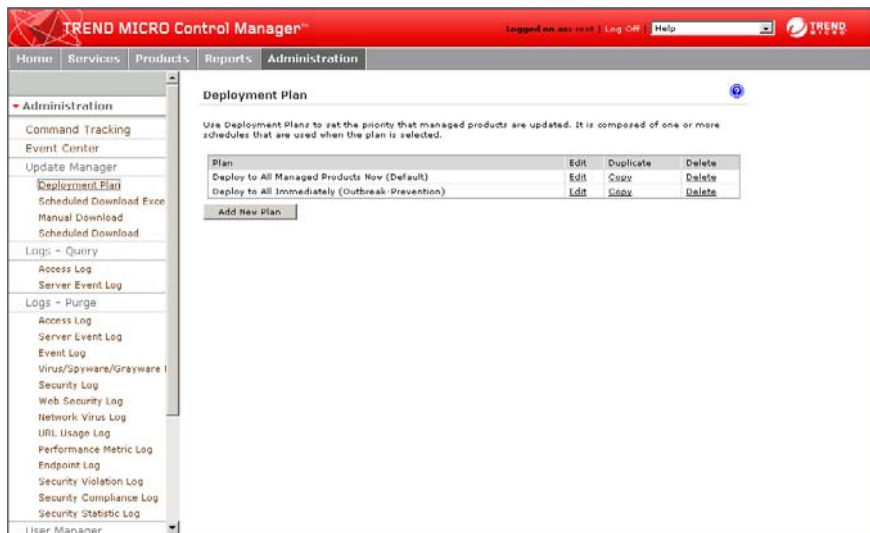 TREND MICRO Control Manager™
Logged on as: root | Log Off | Help
TREND MICRO
Home Services Products Reports Administration
Administration
Command Tracking
Event Center
Update Manager
Deployment Plan
Scheduled Download Exce
Manual Download
Scheduled Download
Logs - Query
Access Log
Server Event Log
Logs - Purge
Access Log
Server Event Log
Event Log
Virus/Spyware/Grayware
Security Log
Web Security Log
Network Virus Log
URL Usage Log
Performance Metric Log
Endpoint Log
Security Violation Log
Security Compliance Log
Security Statistic Log
User Manager
Deployment Plan
Use Deployment Plans to set the priority that managed products are updated. It is composed of one or more
schedules that are used when the plan is selected.
Plan Edit Duplicate Delete
Deploy to All Managed Products Now (Default) Edit Copy Delete
Deploy to All Immediately (Outbreak-Prevention) Edit Copy Delete
Add New Plan